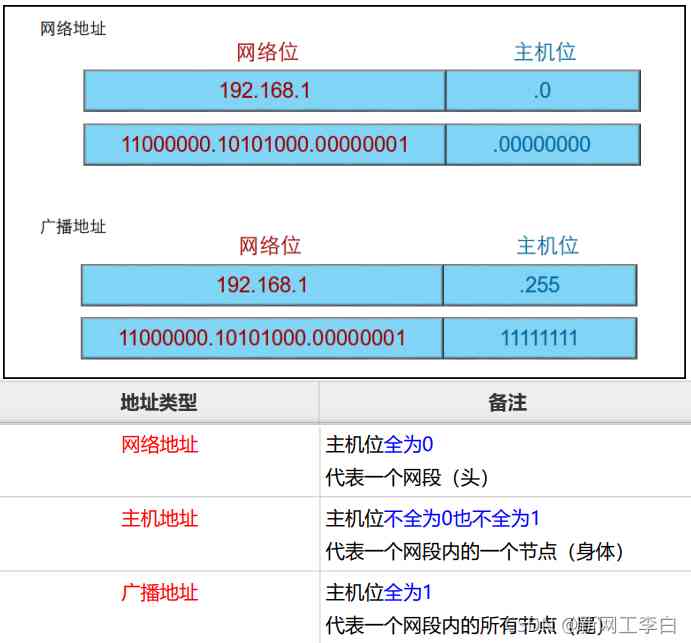 网络地址
网络位 主机位
192.168.1 .0
11000000.10101000.00000001 .00000000
广播地址
网络位 主机位
192.168.1 .255
11000000.10101000.00000001 11111111
地址类型 备注
网络地址 主机位全为0
代表一个网段（头）
主机地址 主机位不全为0也不全为1
代表一个网段内的一个节点（身体）
广播地址 主机位全为1
代表一个网段内的所有节点（尾）
网工李白